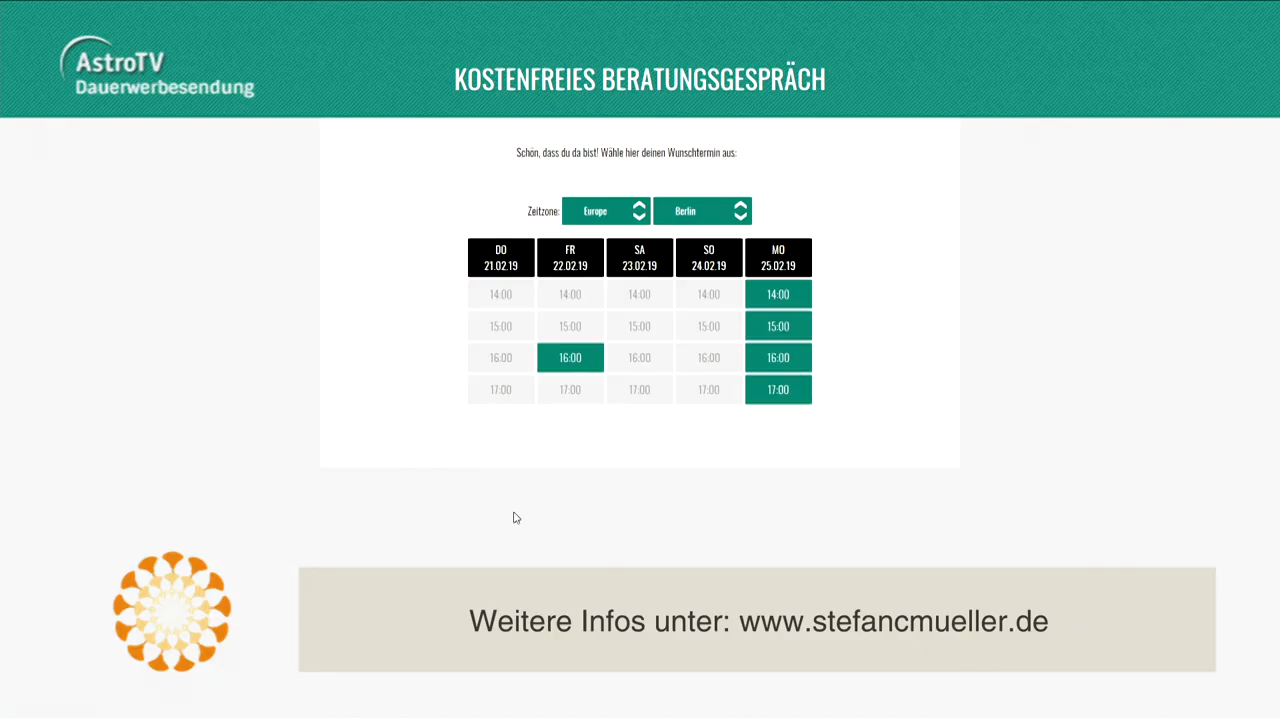 AstroTV
Dauerwerbesendung
KOSTENFREIES BERATUNGSGESPRÄCH
Schön, dass du da bist! Wähle hier deinen Wunschtermin aus:
Zeitzone: Europe Berlin
DO FR SA SO MO
21.02.19 22.02.19 23.02.19 24.02.19 25.02.19
14:00 14:00 14:00 14:00 14:00
15:00 15:00 15:00 15:00 15:00
16:00 16:00 16:00 16:00 16:00
17:00 17:00 17:00 17:00 17:00
Weitere Infos unter: www.stefancmueller.de